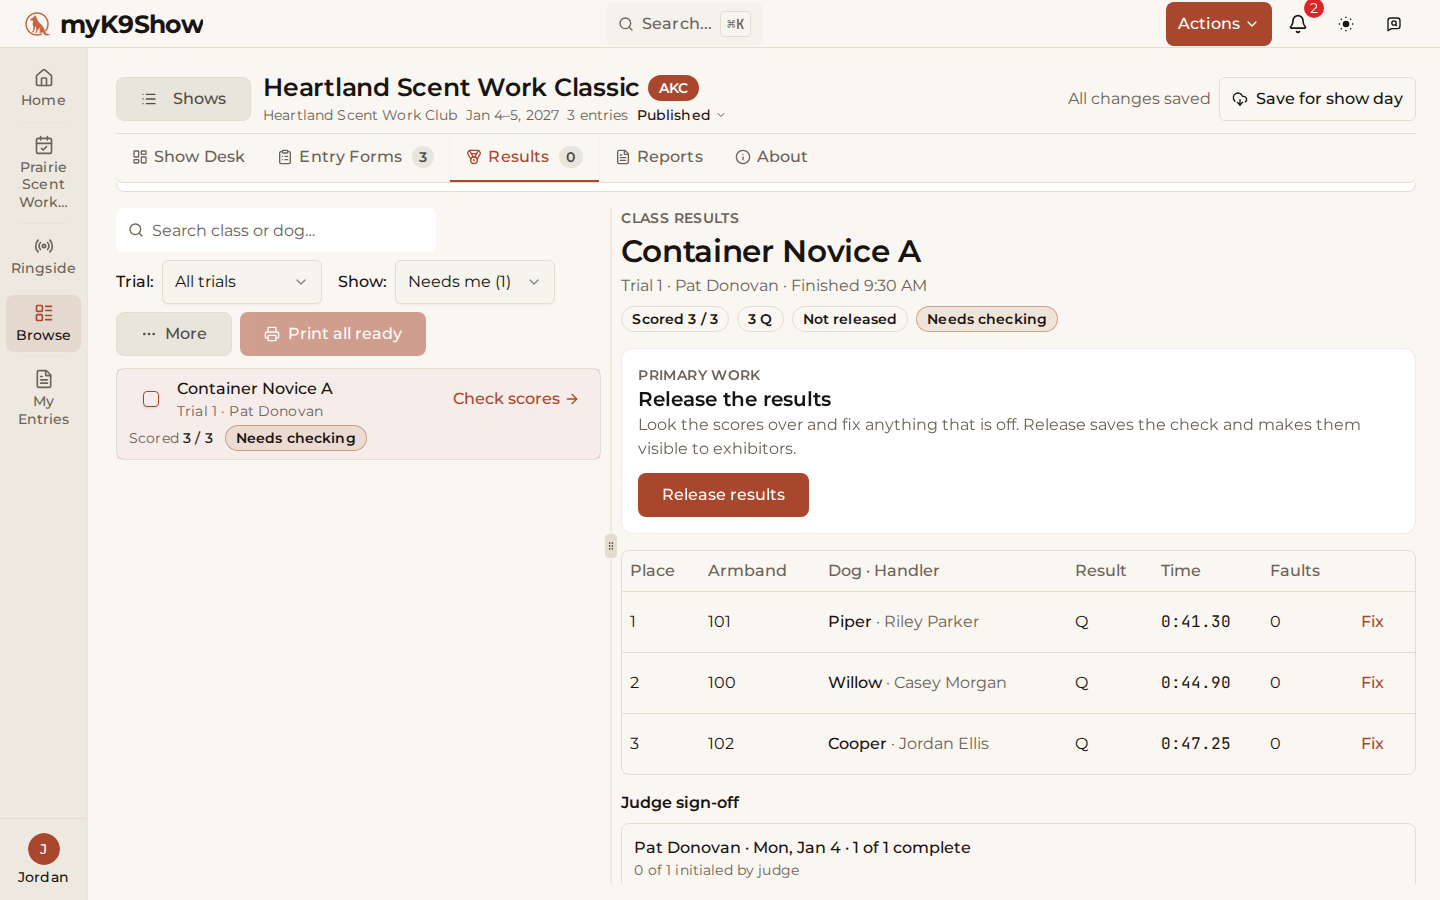 myK9Show
Search... ⌘K
Actions
2
Home
Prairie
Scent
Work...
Ringside
Browse
My
Entries
J
Jordan
Shows
Heartland Scent Work Classic AKC
Heartland Scent Work Club Jan 4–5, 2027 3 entries Published
All changes saved
Save for show day
Show Desk
Entry Forms 3
Results 0
Reports
About
Search class or dog...
Trial: All trials Show: Needs me (1)
More
Print all ready
Container Novice A
Trial 1 · Pat Donovan
Check scores →
Scored 3 / 3 Needs checking
CLASS RESULTS
Container Novice A
Trial 1 · Pat Donovan · Finished 9:30 AM
Scored 3 / 3 3 Q Not released Needs checking
PRIMARY WORK
Release the results
Look the scores over and fix anything that is off. Release saves the check and makes them
visible to exhibitors.
Release results
Place Armband Dog · Handler Result Time Faults
1 101 Piper · Riley Parker Q 0:41.30 0 Fix
2 100 Willow · Casey Morgan Q 0:44.90 0 Fix
3 102 Cooper · Jordan Ellis Q 0:47.25 0 Fix
Judge sign-off
Pat Donovan · Mon, Jan 4 · 1 of 1 complete
0 of 1 initialed by judge